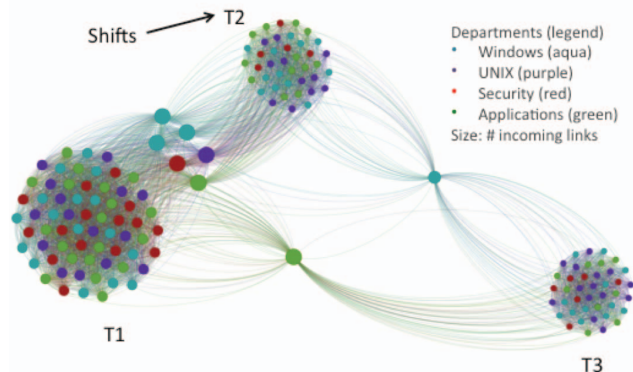 Shifts
T2
Departments (legend)
Windows (aqua)
UNIX (purple)
Security (red)
Applications (green)
Size: # incoming links
T1
T3